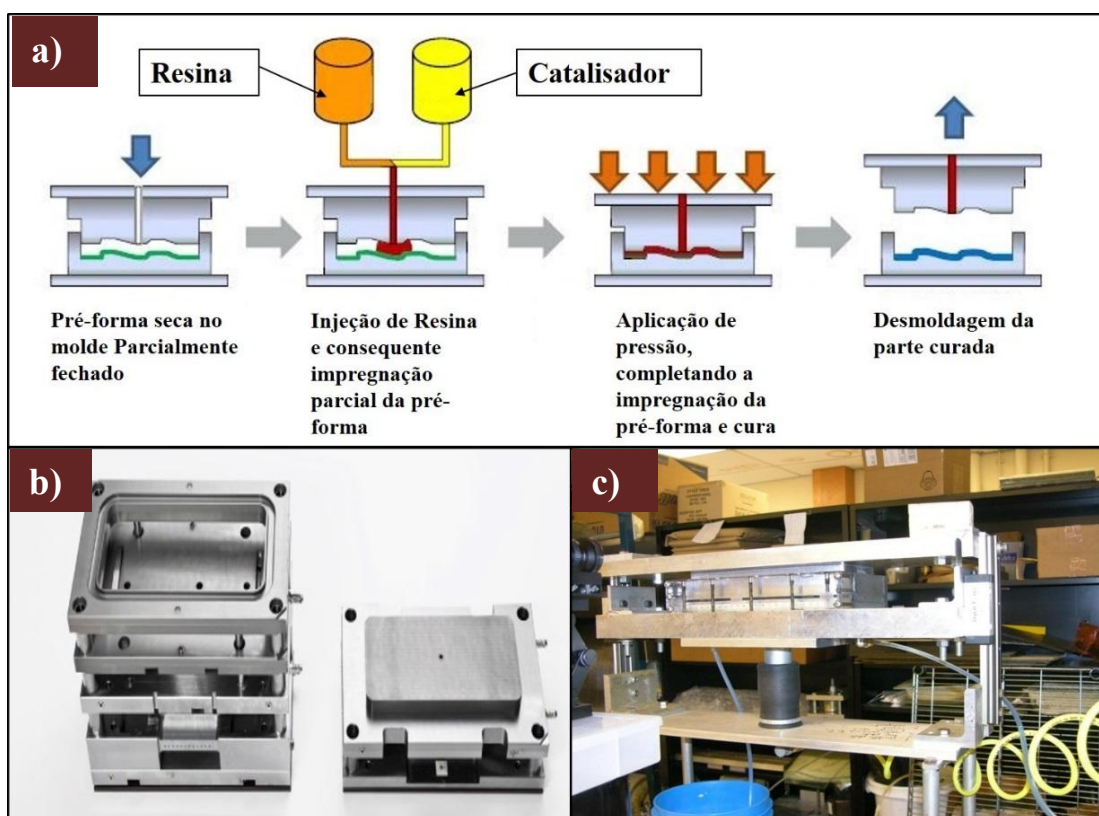 a)
Resina
Catalisador
Pré-forma seca no
molde Parcialmente
fechado
Injeção de Resina
e consequente
impregnação
parcial da pré-
forma
Aplicação de
pressão,
completando a
impregnação da
pré-forma e cura
Desmoldagem da
parte curada
b)
c)